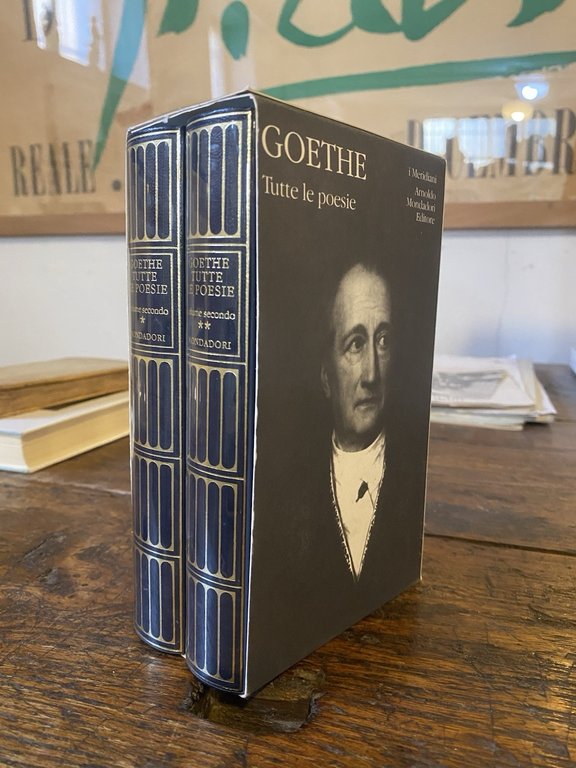 REALE.
GOETHE
Tutte le poesie
i Meridiani
Arnoldo
Mondadori
Editore
GOETHE
TUTTE
LE POESIE
volume secondo
*
MONDADORI
GOETHE
TUTTE
LE POESIE
volume secondo
**
MONDADORI